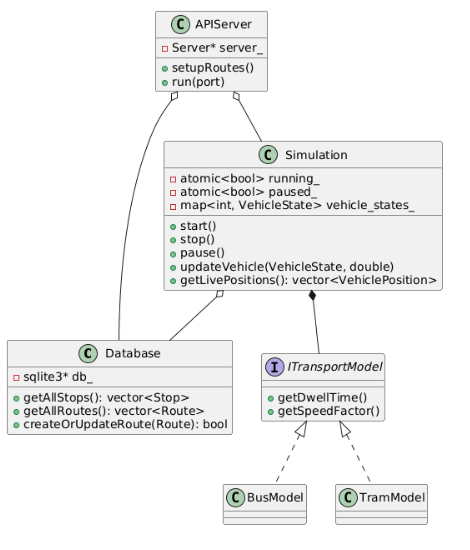 C APIServer
Server* server_
setupRoutes()
run(port)
C Simulation
atomic<bool> running_
atomic<bool> paused_
map<int, VehicleState> vehicle_states_
start()
stop()
pause()
updateVehicle(VehicleState, double)
getLivePositions(): vector<VehiclePosition>
C Database
sqlite3* db_
getAllStops(): vector<Stop>
getAllRoutes(): vector<Route>
createOrUpdateRoute(Route): bool
I ITransportModel
getDwellTime()
getSpeedFactor()
C BusModel
C TramModel